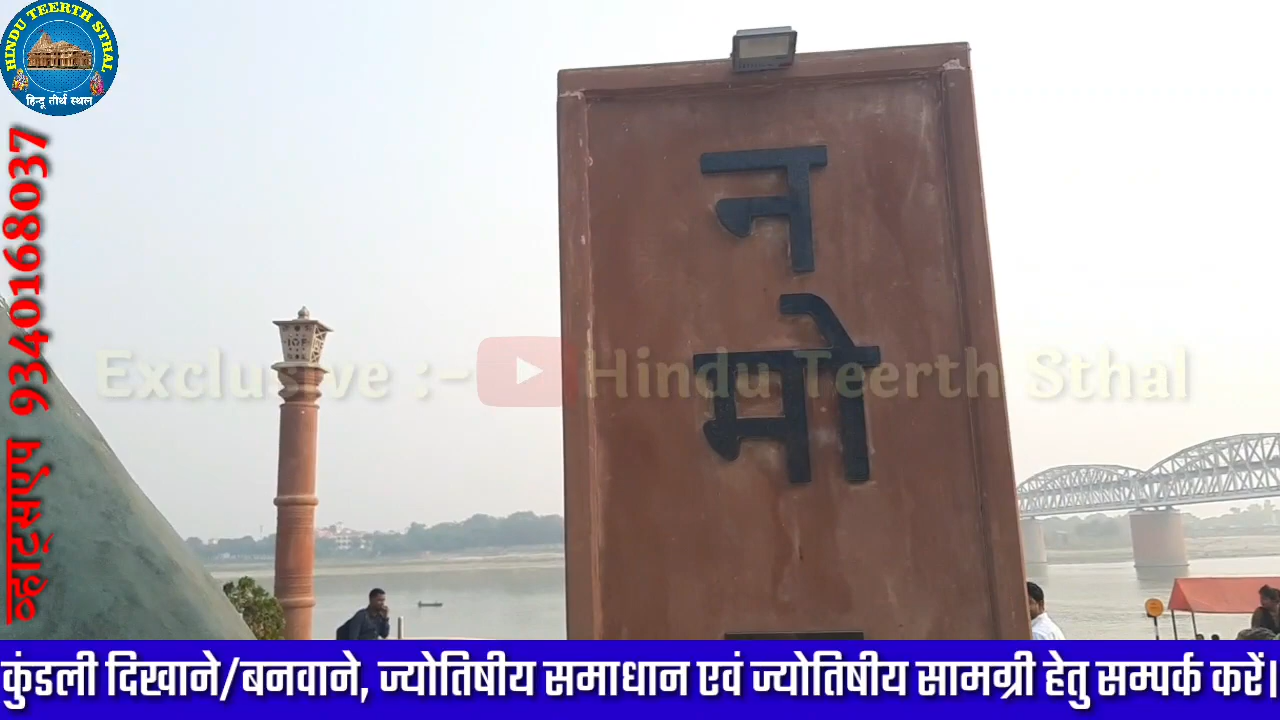 HINDU TEERTH STHAL
हिन्दू तीर्थ स्थल
व्हाट्सएप 9340168037
न
मो
Exclusive :- Hindu Teerth Sthal
कुंडली दिखाने/बनवाने, ज्योतिषीय समाधान एवं ज्योतिषीय सामग्री हेतु सम्पर्क करें।